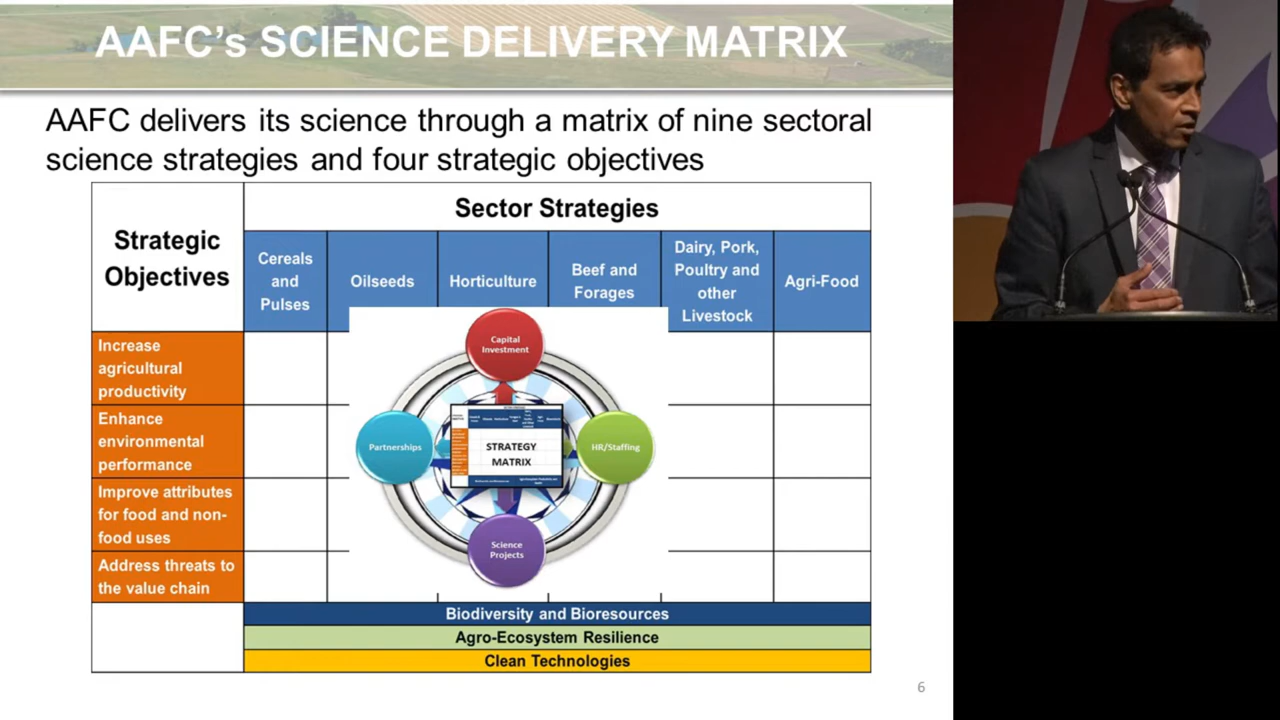 AAFC's SCIENCE DELIVERY MATRIX
AAFC delivers its science through a matrix of nine sectoral
science strategies and four strategic objectives
Strategic
Objectives
Sector Strategies
Cereals
and
Pulses
Oilseeds
Horticulture
Beef and
Forages
Dairy, Pork,
Poultry and
other
Livestock
Agri-Food
Increase
agricultural
productivity
Enhance
environmental
performance
Improve attributes
for food and non-
food uses
Address threats to
the value chain
Capital
Investment
Partnerships
STRATEGY
MATRIX
HR/Staffing
Science
Projects
Biodiversity and Bioresources
Agro-Ecosystem Resilience
Clean Technologies
6